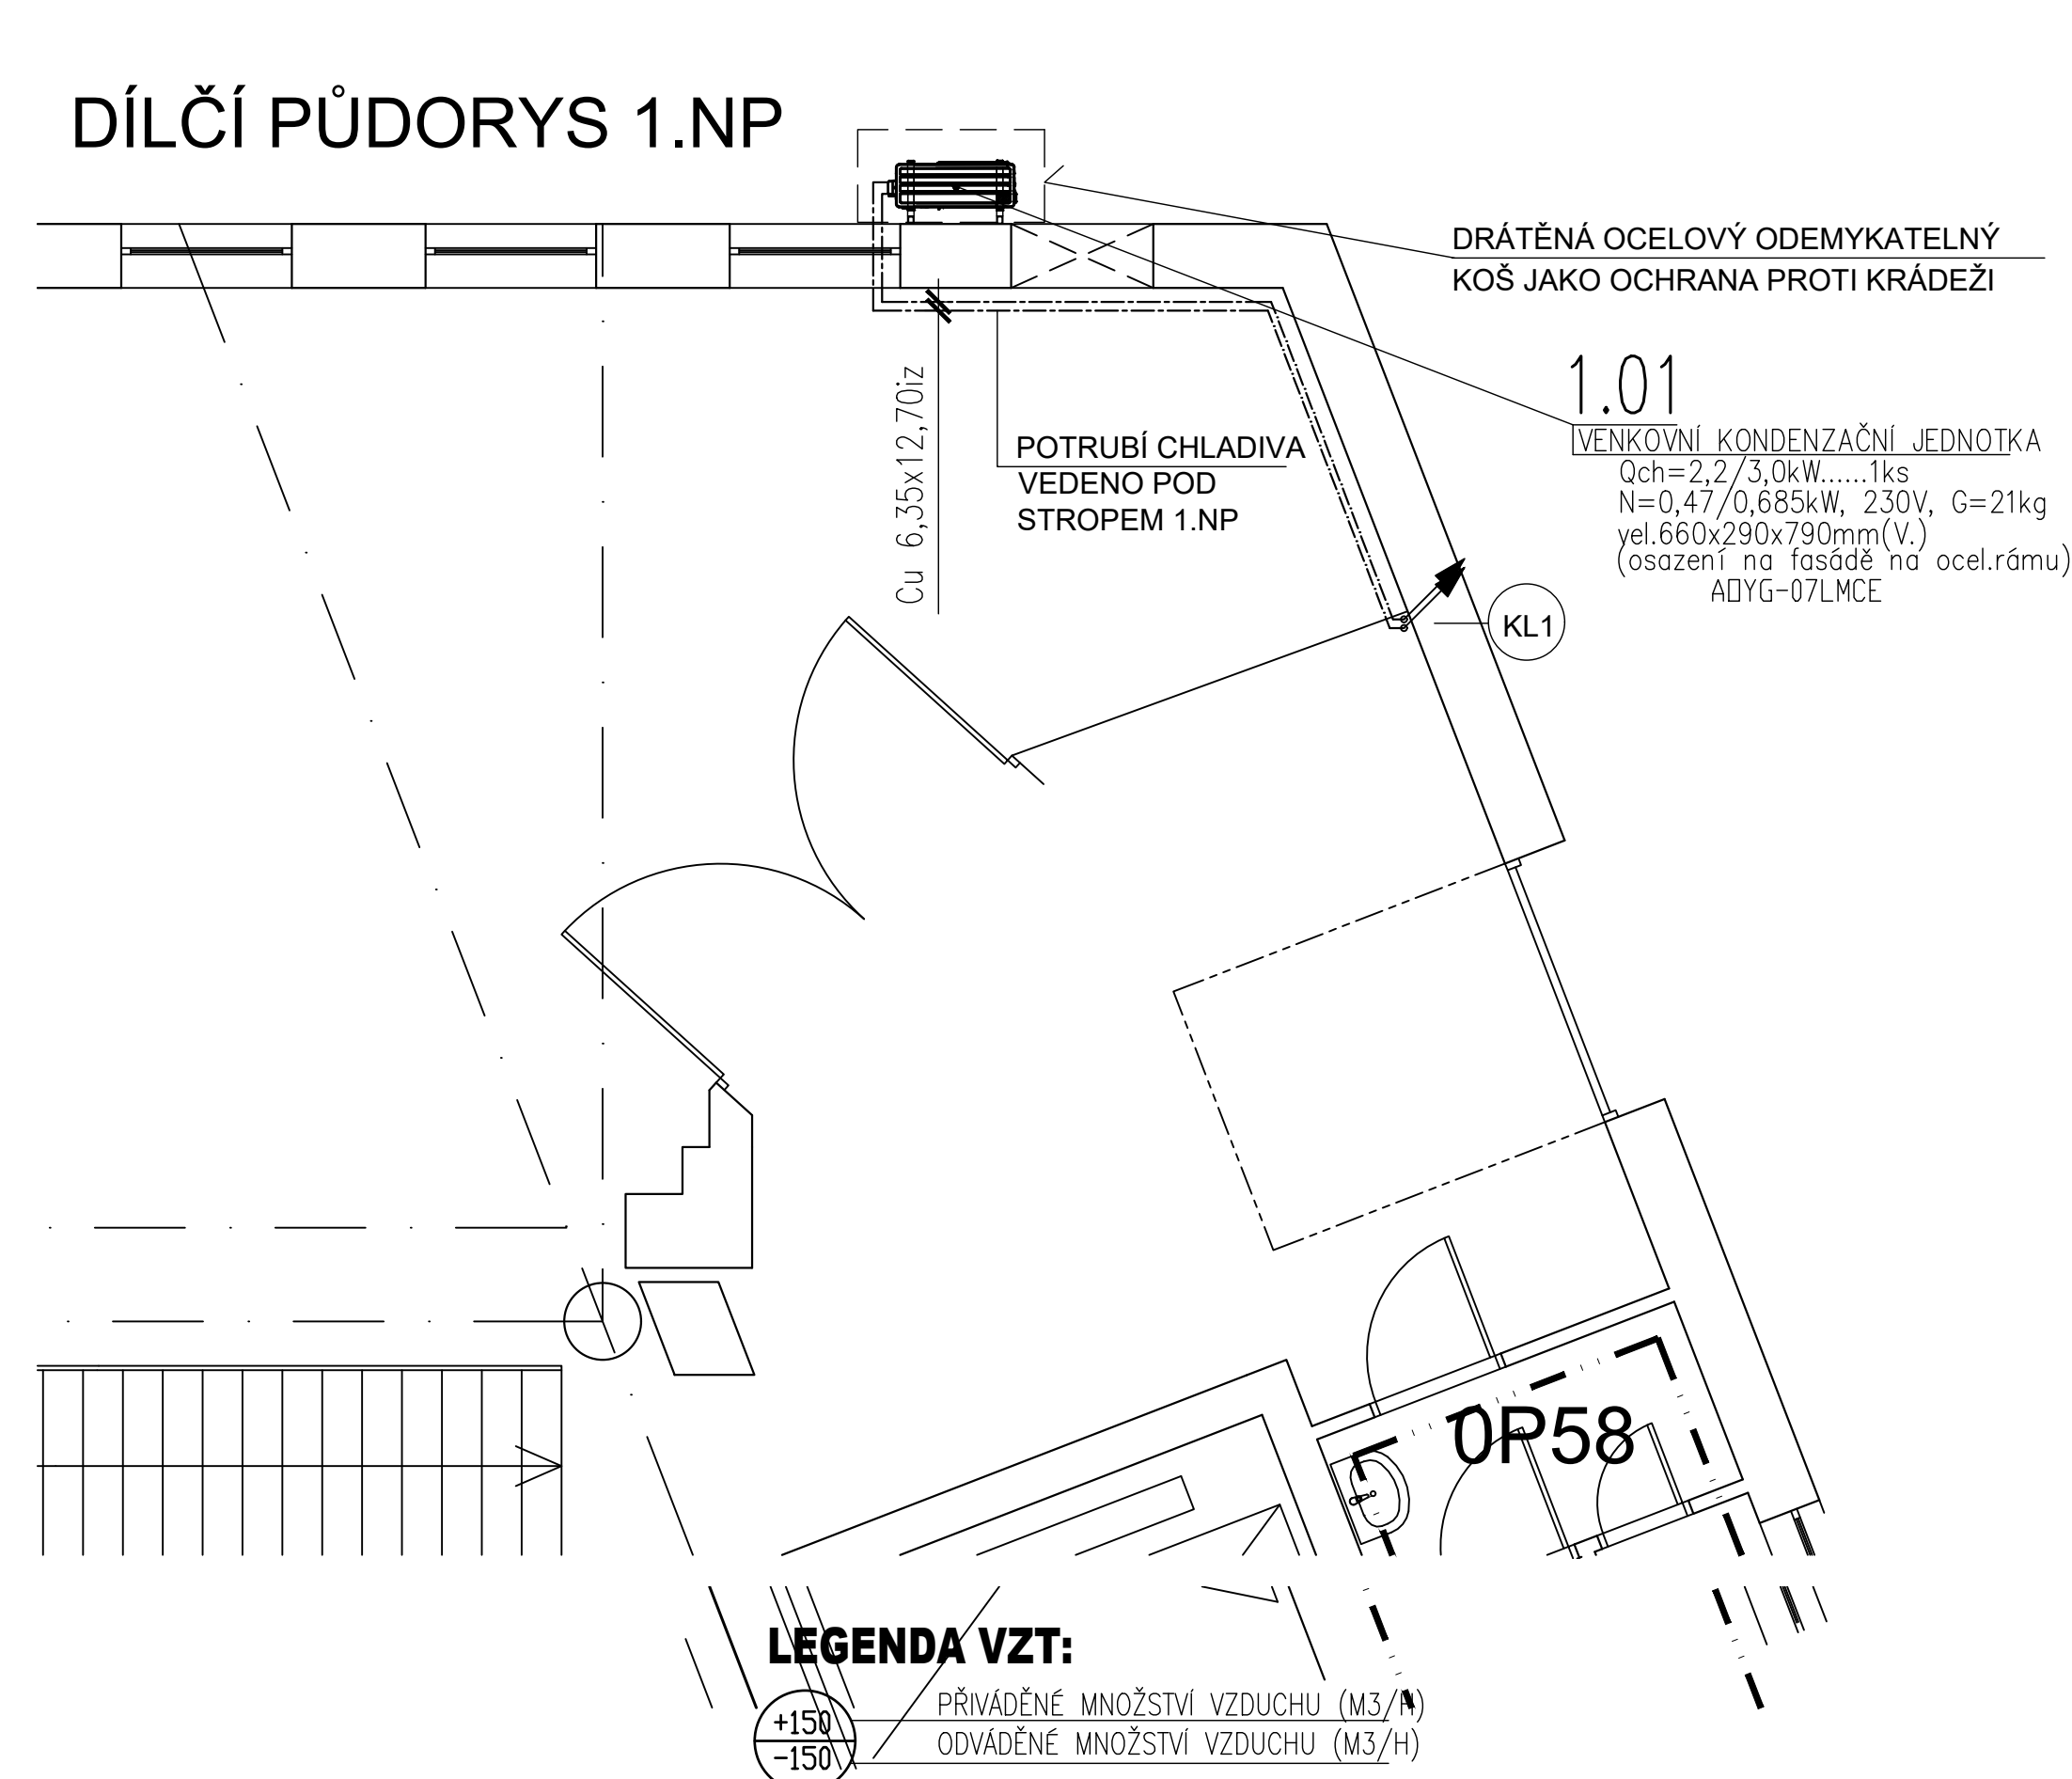 DÍLČÍ PŮDORYS 1.NP
DRÁTĚNÁ OCELOVÝ ODEMYKATELNÝ
KOŠ JAKO OCHRANA PROTI KRÁDEŽI
1.01
VENKOVNÍ KONDENZAČNÍ JEDNOTKA
Qch=2,2/3,0kW......1ks
N=0,47/0,685kW, 230V, G=21kg
vel.660x290x790mm(V.)
(osazení na fasádě na ocel.rámu)
AOYG-07LMCE
Cu 6,35x12,70iz
POTRUBÍ CHLADIVA
VEDENO POD
STROPEM 1.NP
KL1
0P58
LEGENDA VZT:
+150
-150
PŘIVÁDĚNÉ MNOŽSTVÍ VZDUCHU (M3/H)
ODVÁDĚNÉ MNOŽSTVÍ VZDUCHU (M3/H)